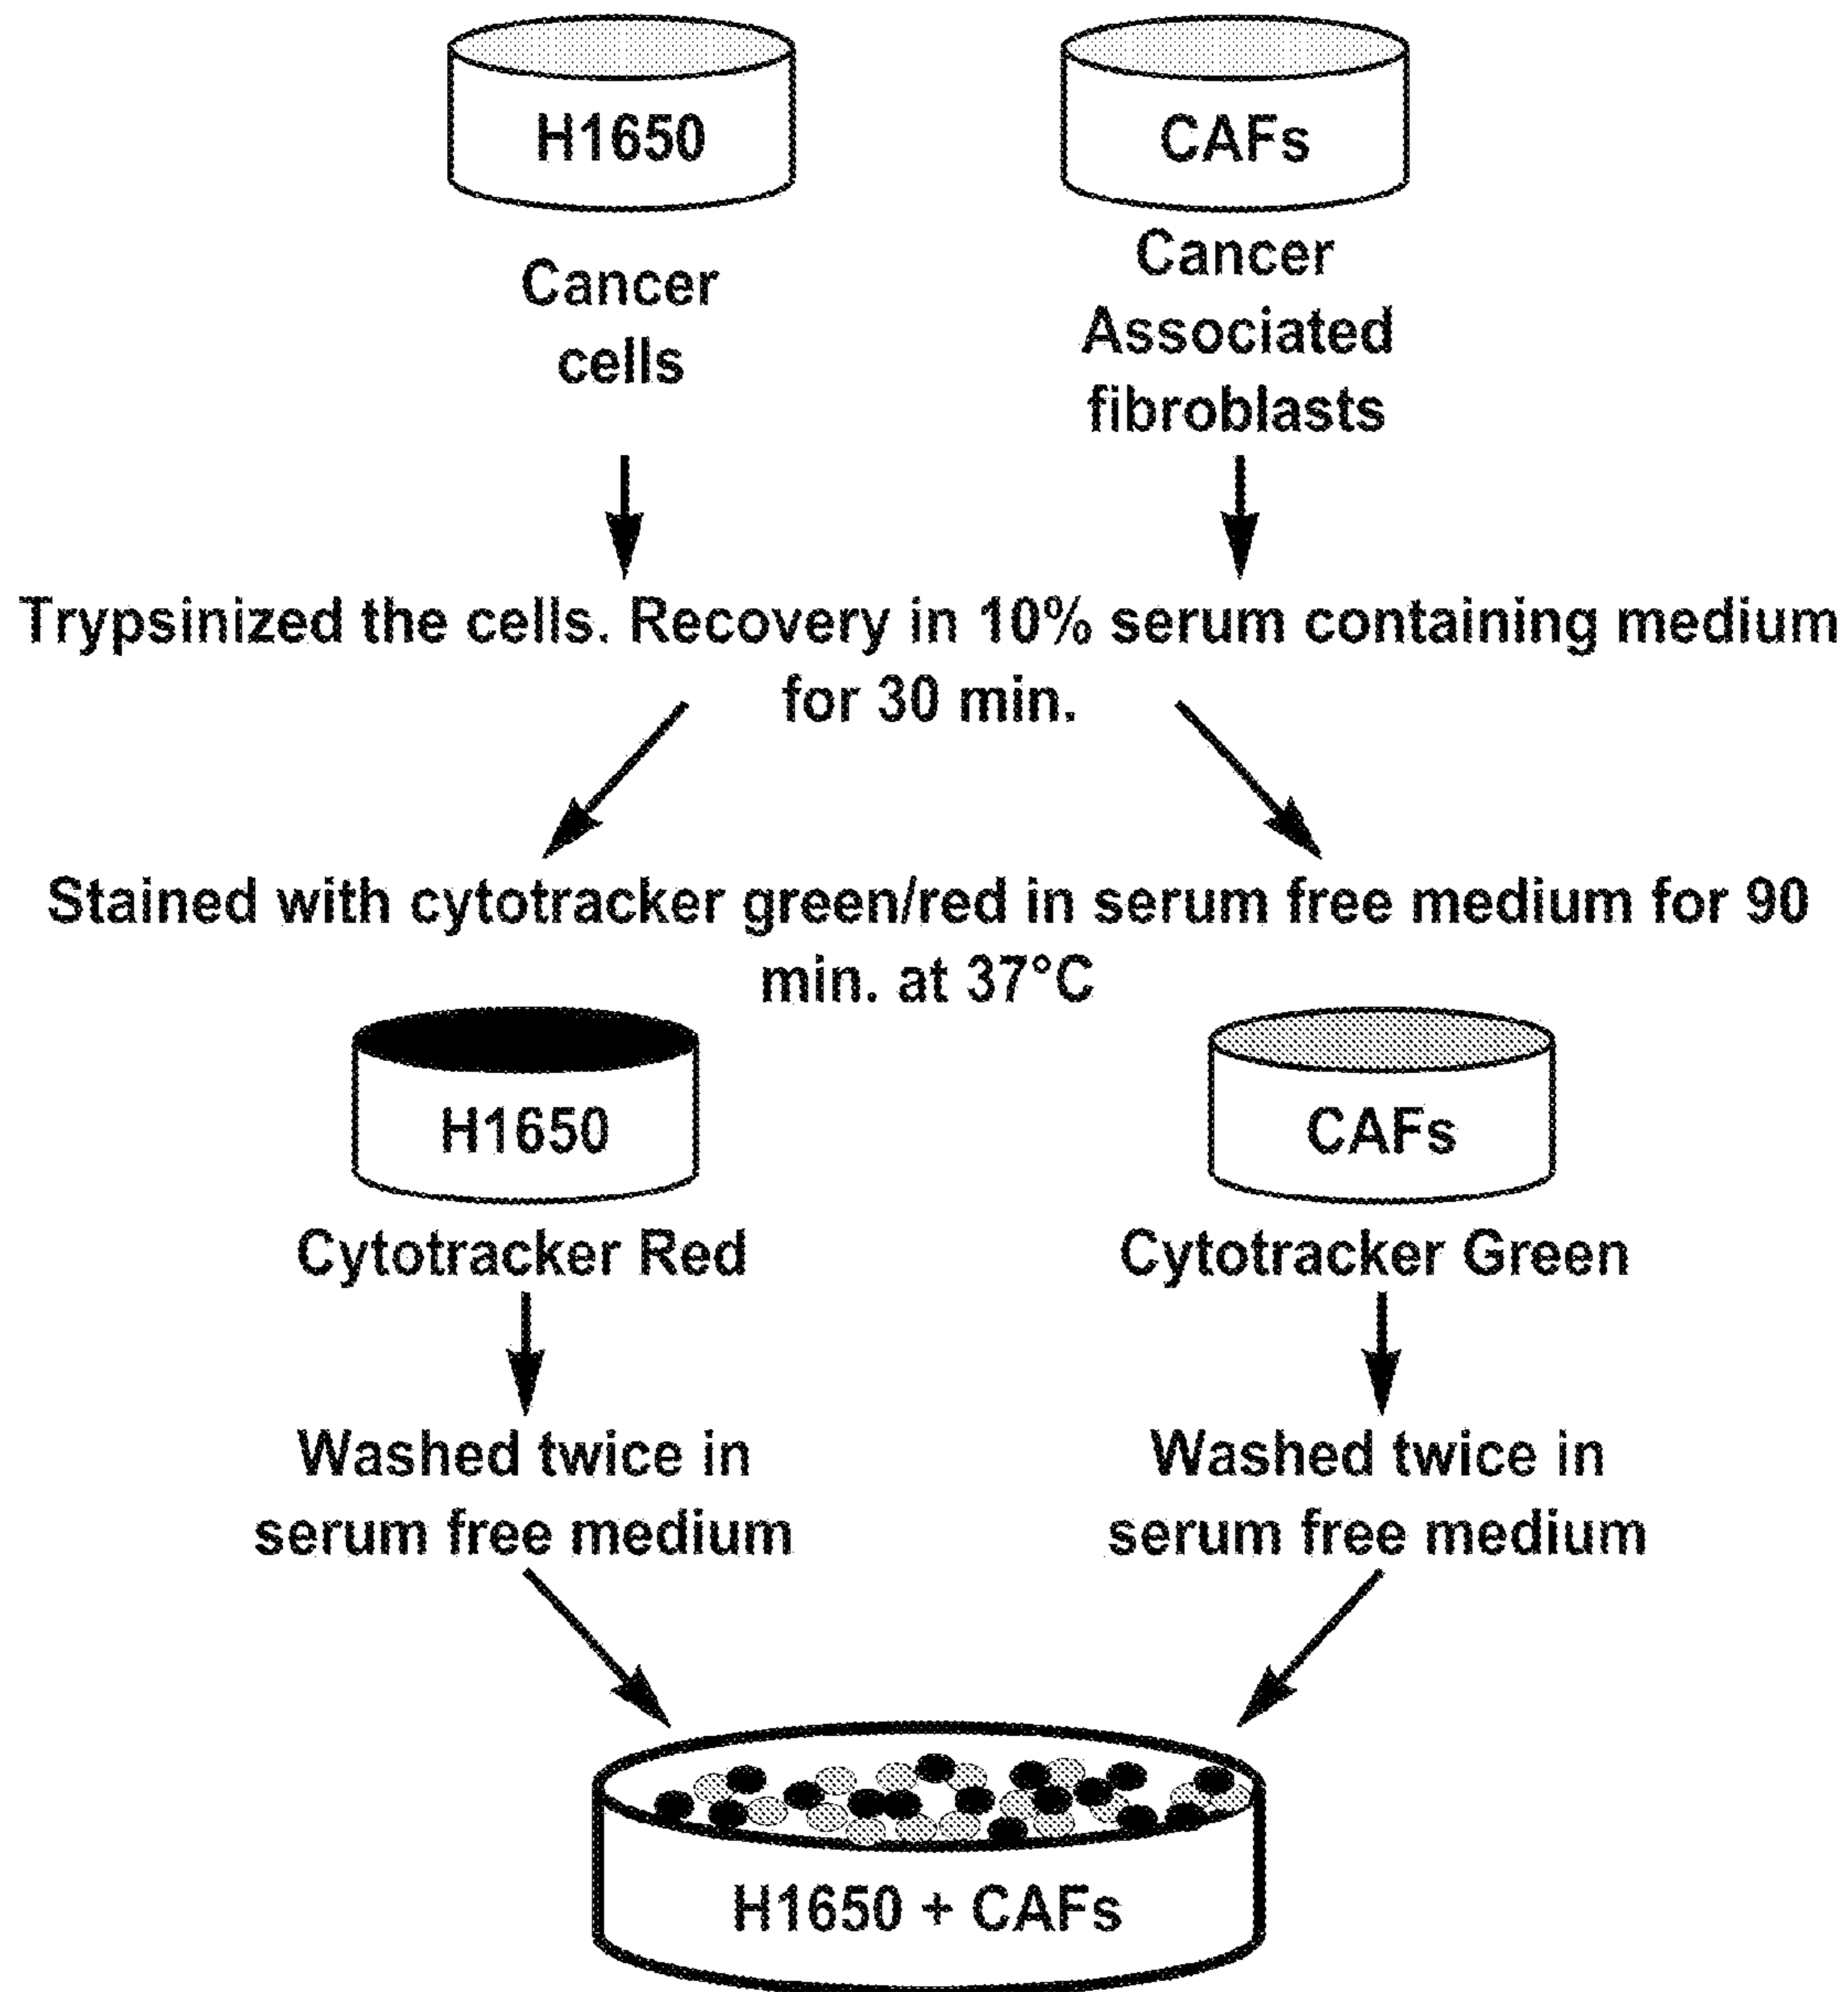 H1650
CAFs
Cancer
cells
Cancer
Associated
fibroblasts
Trypsinized the cells. Recovery in 10% serum containing medium
for 30 min.
Stained with cytotracker green/red in serum free medium for 90
min. at 37°C
H1650
CAFs
Cytotracker Red
Cytotracker Green
Washed twice in
serum free medium
Washed twice in
serum free medium
H1650 + CAFs